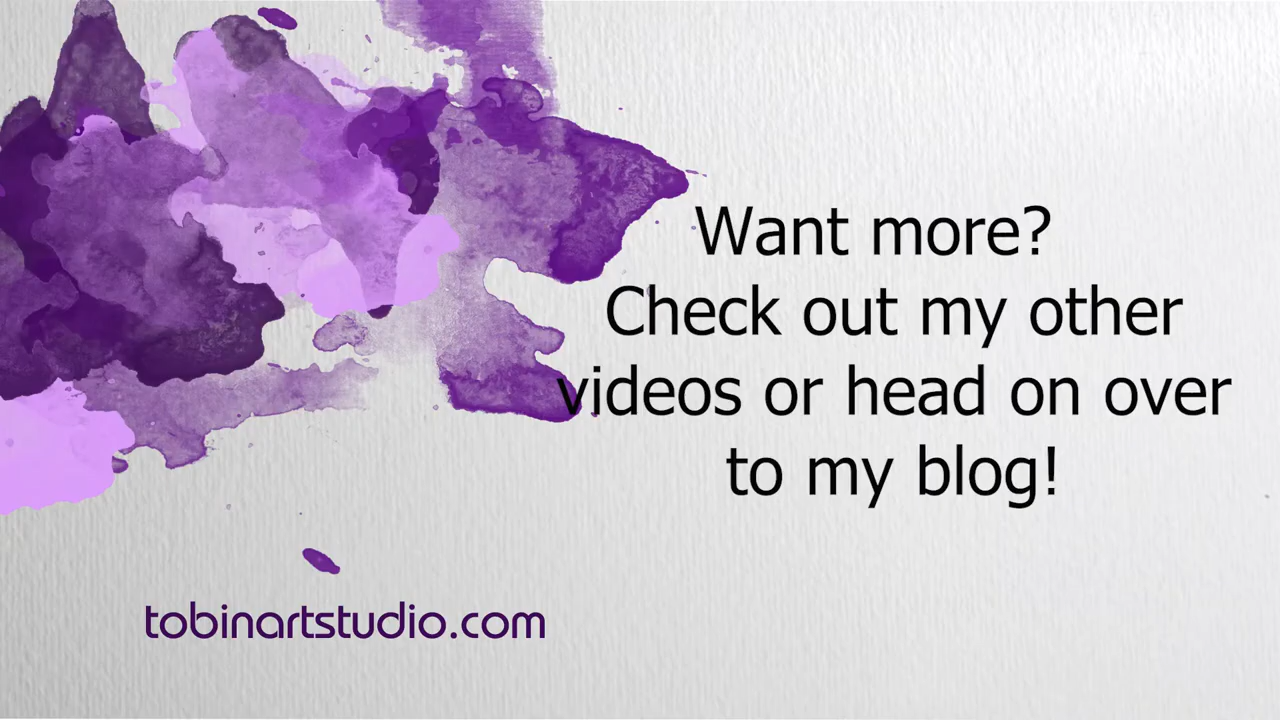 Want more?
Check out my other
videos or head on over
to my blog!
tobinartstudio.com